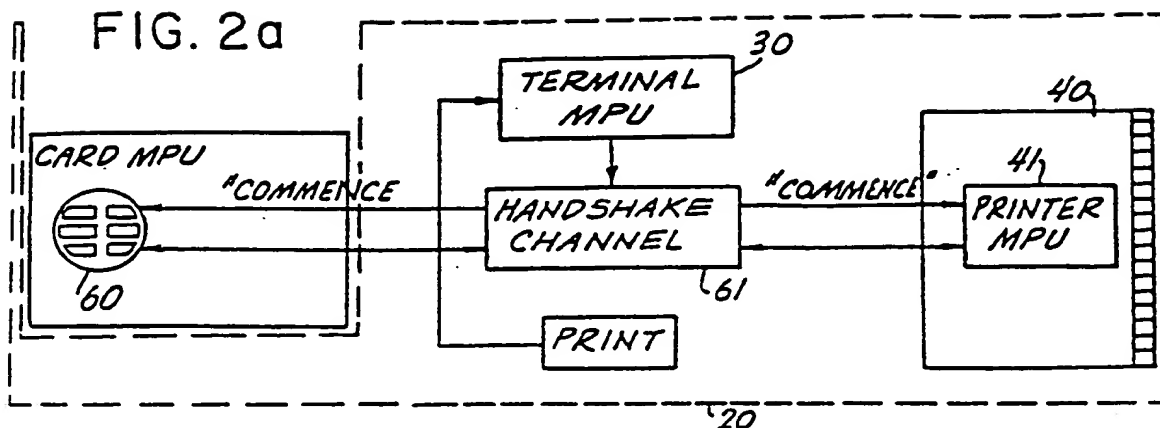 FIG. 2a
30
TERMINAL
MPU
40
CARD MPU
"COMMENCE
HANDSHAKE
CHANNEL
"COMMENCE"
41
PRINTER
MPU
60
61
PRINT
20